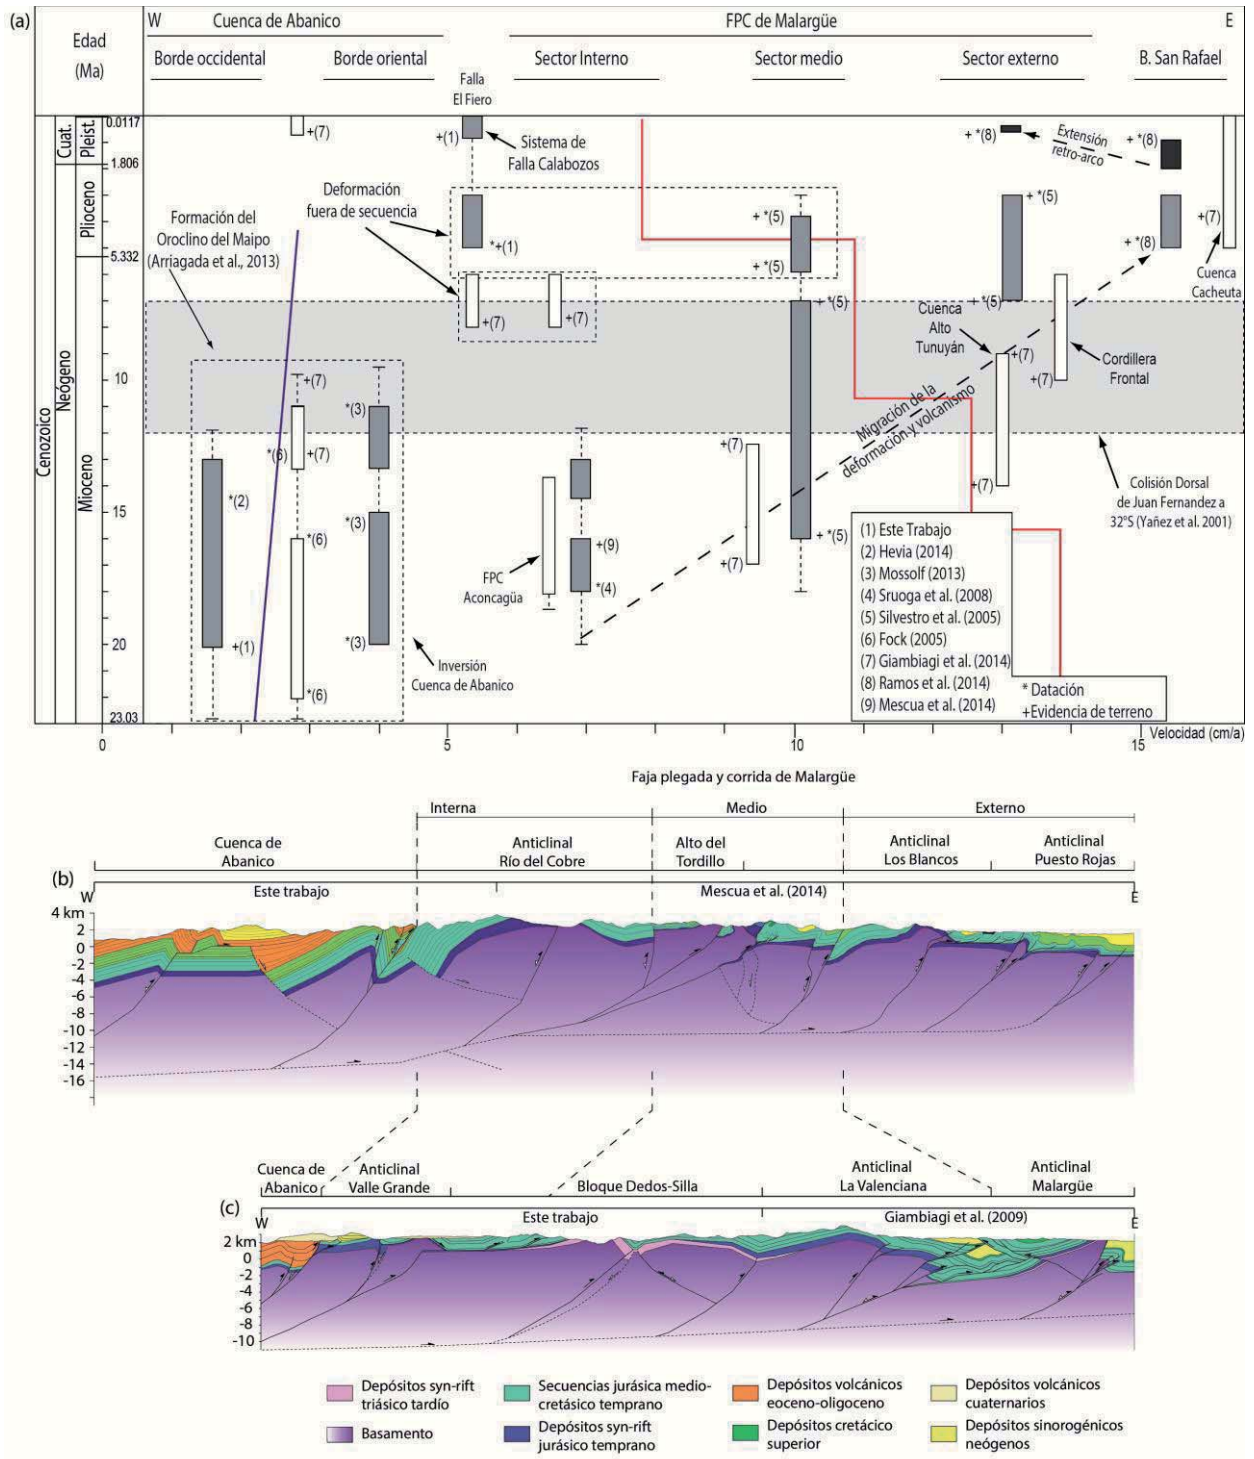 (a)
W
Cuenca de Abanico
FPC de Malargüe
E
Edad
(Ma)
Borde occidental
Borde oriental
Falla
El Fiero
Sector Interno
Sector medio
Sector externo
B. San Rafael
Cenozoico
Cuat.
Neógeno
Pleist.
Plioceno
Mioceno
0.0117
1.806
5.332
10
15
20
23.03
+(7)
+(1)
Sistema de
Falla Calabozos
+ *(8)
Extensión
retro-arco
+ *(8)
Deformación
fuera de secuencia
Formación del
Oroclino del Maipo
(Arriagada et al., 2013)
*+(1)
+ *(5)
+ *(5)
+ *(5)
+(7)
+ *(8)
Cuenca
Cacheuta
+(7)
+(7)
+ *(5)
+ *(5)
Cuenca
Alto
Tunuyán
+(7)
+(7)
Cordillera
Frontal
+(7)
*(3)
Migración de la
deformación y volcanismo
*(6)
+(7)
+(7)
+(7)
*(2)
Colisión Dorsal
de Juan Fernandez a
32°S (Yañez et al. 2001)
*(3)
*(6)
+(9)
+ *(5)
FPC
Aconcagüa
*(4)
+(7)
+(1)
*(3)
*(6)
Inversión
Cuenca de Abanico
(1) Este Trabajo
(2) Hevia (2014)
(3) Mossolf (2013)
(4) Sruoga et al. (2008)
(5) Silvestro et al. (2005)
(6) Fock (2005)
(7) Giambiagi et al. (2014)
(8) Ramos et al. (2014)
(9) Mescua et al. (2014)
* Datación
+Evidencia de terreno
0
5
10
15
Velocidad (cm/a)
Faja plegada y corrida de Malargüe
Interna
Medio
Externo
Cuenca de
Abanico
Anticlinal
Río del Cobre
Alto del
Tordillo
Anticlinal
Los Blancos
Anticlinal
Puesto Rojas
(b)
W
Este trabajo
Mescua et al. (2014)
E
4 km
2
0
-2
-4
-6
-8
-10
-12
-14
-16
Cuenca de
Abanico
Anticlinal
Valle Grande
Bloque Dedos-Silla
Anticlinal
La Valenciana
Anticlinal
Malargüe
(c)
W
Este trabajo
Giambiagi et al. (2009)
E
2 km
0
-2
-4
-6
-8
-10
Depósitos syn-rift
triásico tardío
Secuencias jurásica medio-
cretásico temprano
Depósitos volcánicos
eoceno-oligoceno
Depósitos volcánicos
cuaternarios
Basamento
Depósitos syn-rift
jurásico temprano
Depósitos cretácico
superior
Depósitos sinorogénicos
neógenos